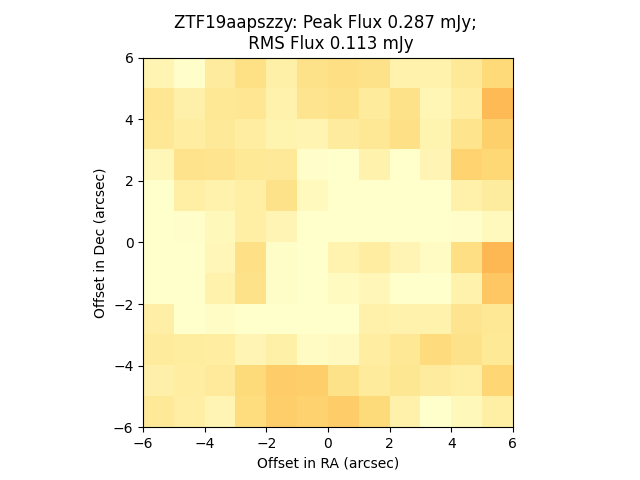 ZTF19aapszzy: Peak Flux 0.287 mJy;
RMS Flux 0.113 mJy
6
4
2
0
−2
−4
−6
Offset in Dec (arcsec)
−6 −4 −2 0 2 4 6
Offset in RA (arcsec)